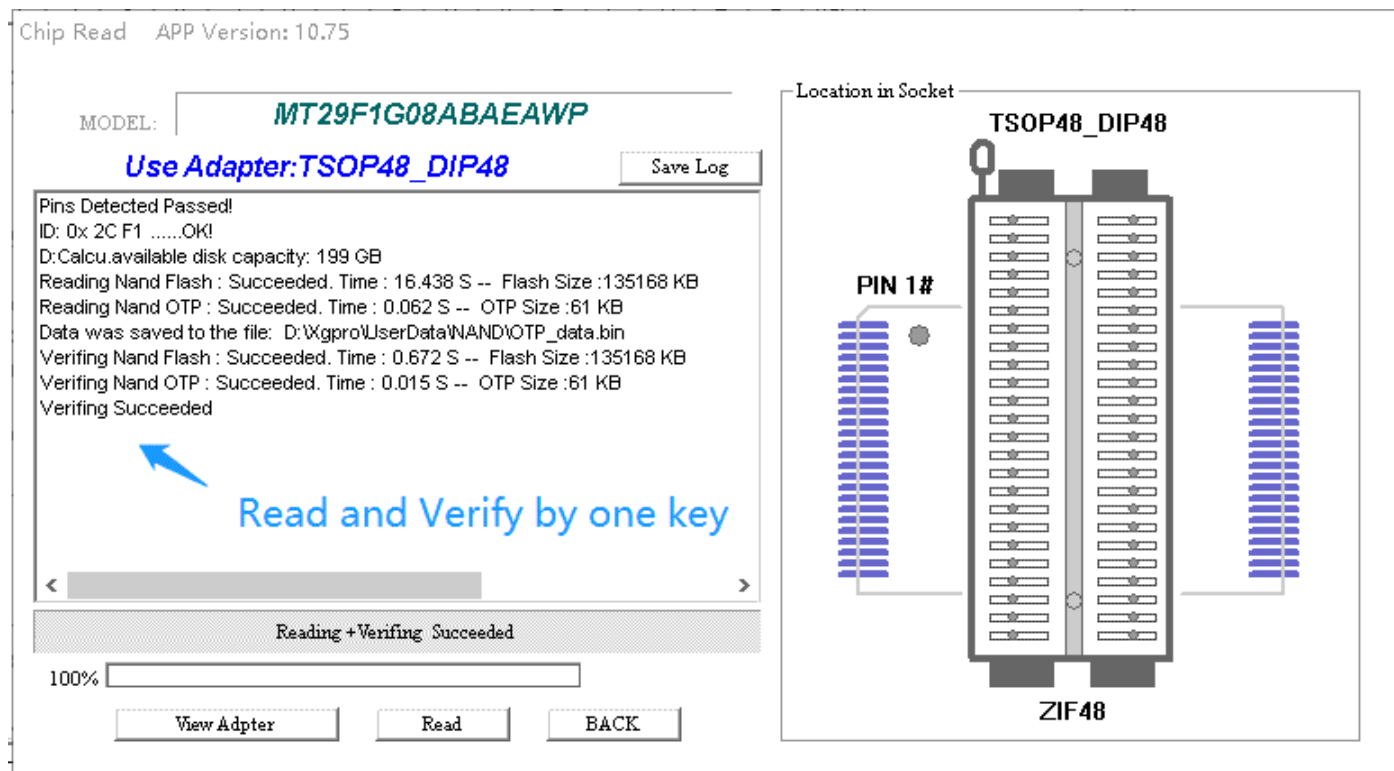 Chip Read APP Version: 10.75
MODEL: MT29F1G08ABAEAWP
Use Adapter:TSOP48_DIP48
Save Log
Pins Detected Passed!
ID: 0x 2C F1 ......OK!
D:Calcu.available disk capacity: 199 GB
Reading Nand Flash : Succeeded. Time : 16.438 S -- Flash Size :135168 KB
Reading Nand OTP : Succeeded. Time : 0.062 S -- OTP Size :61 KB
Data was saved to the file: D:\Xgpro\UserData\NAND\OTP_data.bin
Verifing Nand Flash : Succeeded. Time : 0.672 S -- Flash Size :135168 KB
Verifing Nand OTP : Succeeded. Time : 0.015 S -- OTP Size :61 KB
Verifing Succeeded
Read and Verify by one key
Reading +Verifing Succeeded
100%
View Adpter
Read
BACK
Location in Socket
TSOP48_DIP48
PIN 1#
ZIF48